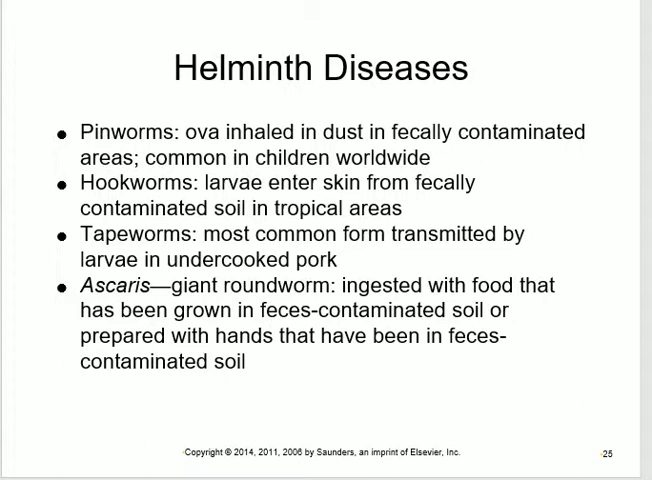 Helminth Diseases
● Pinworms: ova inhaled in dust in fecally contaminated
areas; common in children worldwide
● Hookworms: larvae enter skin from fecally
contaminated soil in tropical areas
● Tapeworms: most common form transmitted by
larvae in undercooked pork
● Ascaris—giant roundworm: ingested with food that
has been grown in feces-contaminated soil or
prepared with hands that have been in feces-
contaminated soil
Copyright © 2014, 2011, 2006 by Saunders, an imprint of Elsevier, Inc.
25